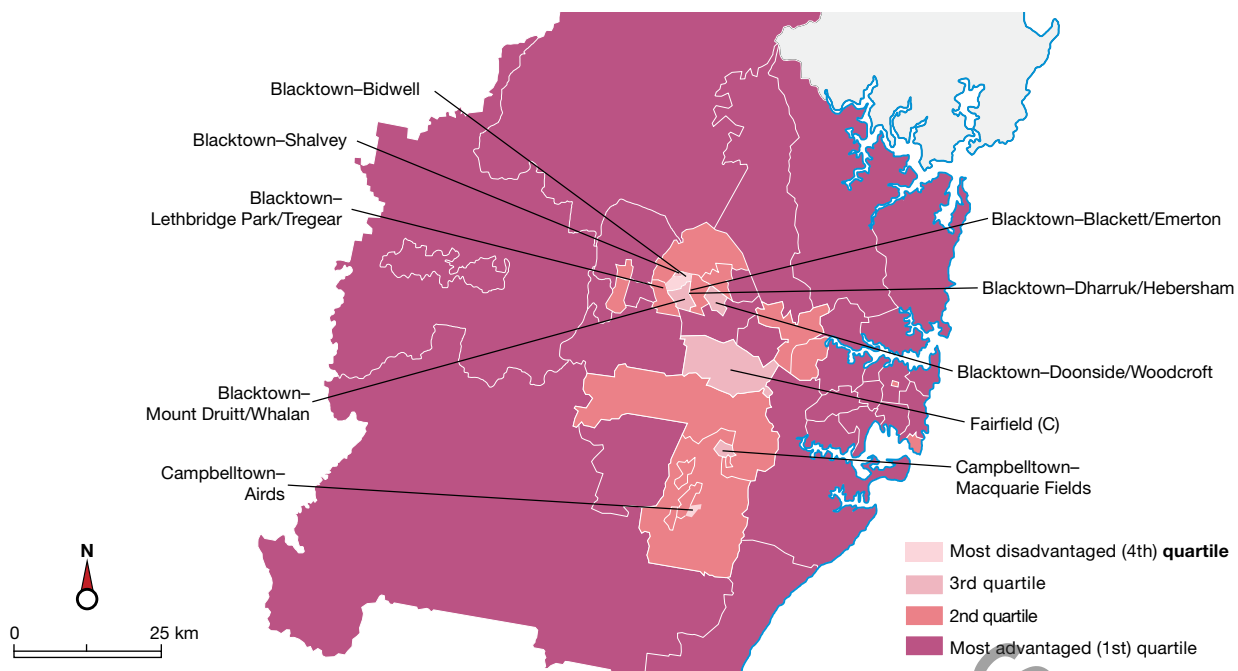 Blacktown–Bidwell
Blacktown–Shalvey
Blacktown–
Lethbridge Park/Tregear
Blacktown–Blackett/Emerton
Blacktown–Dharruk/Hebersham
Blacktown–Doonside/Woodcroft
Blacktown–
Mount Druitt/Whalan
Fairfield (C)
Campbelltown–
Airds
Campbelltown–
Macquarie Fields
N
0 25 km
Most disadvantaged (4th) quartile
3rd quartile
2nd quartile
Most advantaged (1st) quartile